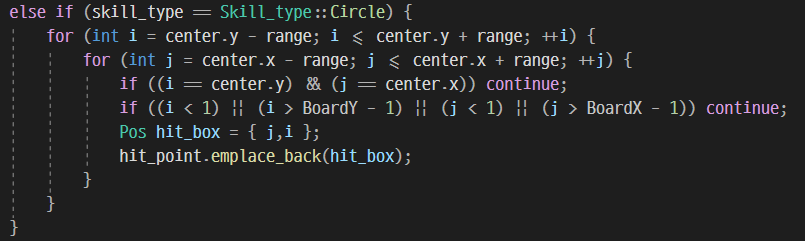 else if (skill_type == Skill_type::Circle) {
    for (int i = center.y - range; i <= center.y + range; ++i) {
        for (int j = center.x - range; j <= center.x + range; ++j) {
            if ((i == center.y) && (j == center.x)) continue;
            if ((i < 1) || (i > BoardY - 1) || (j < 1) || (j > BoardX - 1)) continue;
            Pos hit_box = { j,i };
            hit_point.emplace_back(hit_box);
        }
    }
}